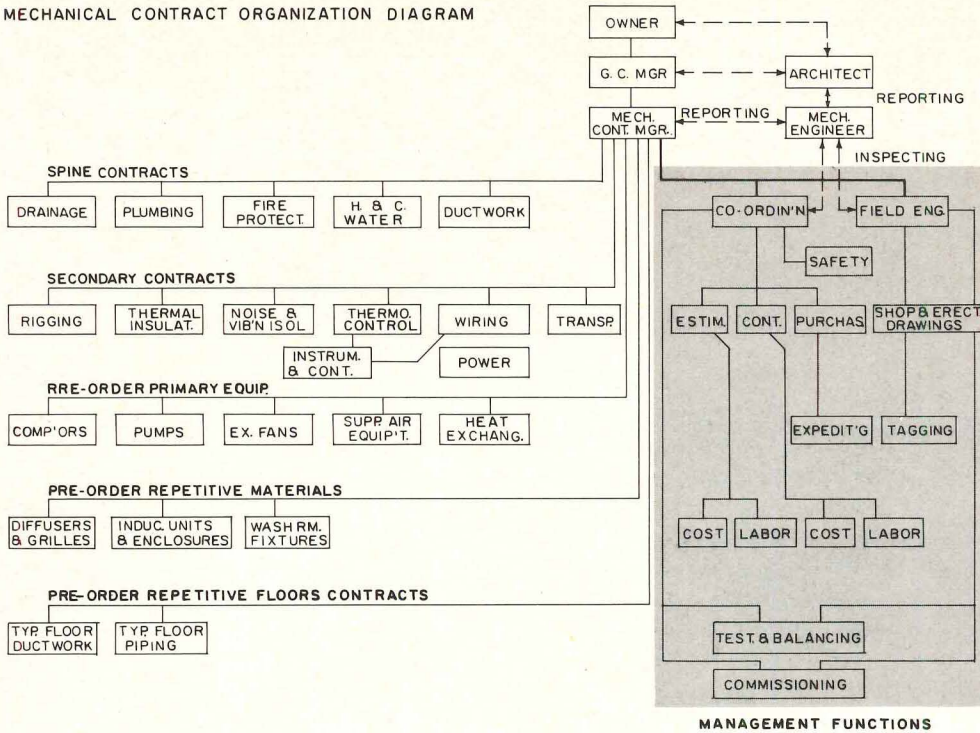 MECHANICAL CONTRACT ORGANIZATION DIAGRAM
OWNER
G. C. MGR
ARCHITECT
REPORTING
MECH.
CONT. MGR.
REPORTING
MECH.
ENGINEER
INSPECTING
SPINE CONTRACTS
DRAINAGE
PLUMBING
FIRE
PROTECT.
H. & C.
WATER
DUCTWORK
CO-ORDIN'N
FIELD ENG.
SAFETY
SECONDARY CONTRACTS
RIGGING
THERMAL
INSULAT.
NOISE &
VIB'N ISOL
THERMO.
CONTROL
WIRING
TRANSP.
INSTRUM.
& CONT.
POWER
ESTIM.
CONT.
PURCHAS.
SHOP & ERECT
DRAWINGS
RRE-ORDER PRIMARY EQUIP.
COMP'ORS
PUMPS
EX. FANS
SUPR AIR
EQUIP'T.
HEAT
EXCHANG.
EXPEDIT'G
TAGGING
PRE-ORDER REPETITIVE MATERIALS
DIFFUSERS
& GRILLES
INDUC. UNITS
& ENCLOSURES
WASH RM.
FIXTURES
COST
LABOR
COST
LABOR
PRE-ORDER REPETITIVE FLOORS CONTRACTS
TYP. FLOOR
DUCTWORK
TYP. FLOOR
PIPING
TEST. & BALANCING
COMMISSIONING
MANAGEMENT FUNCTIONS